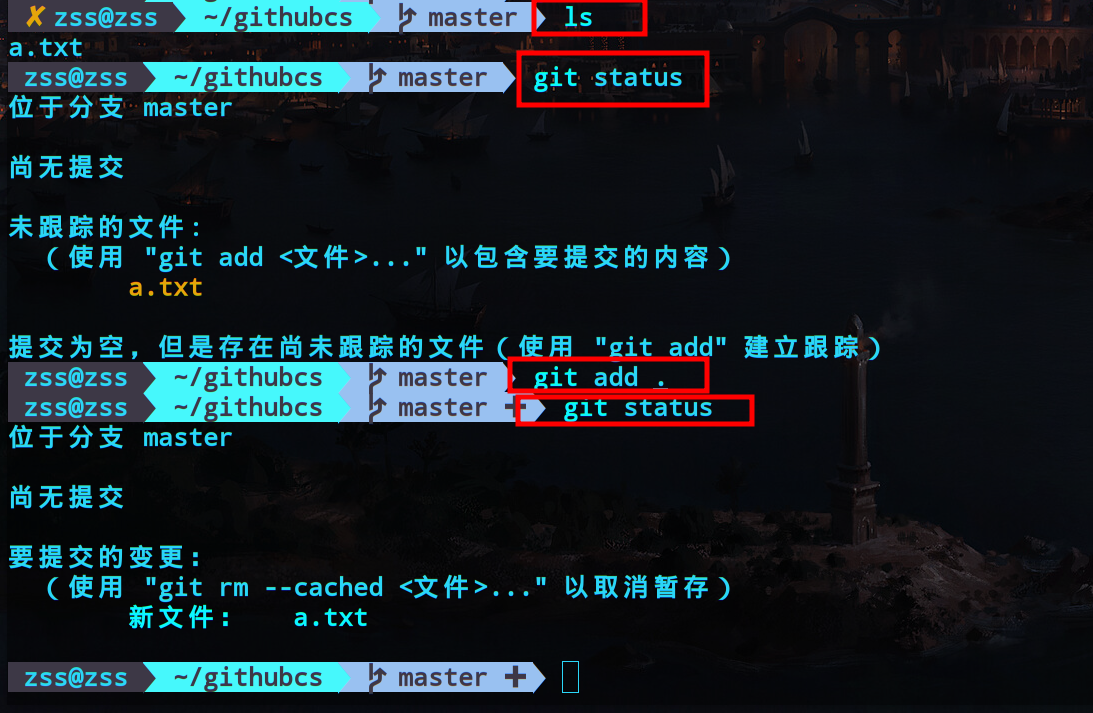 ✘ zss@zss ~/githubcs master ls
a.txt
zss@zss ~/githubcs master git status
位于分支 master
尚无提交
未跟踪的文件:
（使用 "git add <文件>..." 以包含要提交的内容）
a.txt
提交为空，但是存在尚未跟踪的文件（使用 "git add" 建立跟踪）
zss@zss ~/githubcs master git add .
zss@zss ~/githubcs master ✚ git status
位于分支 master
尚无提交
要提交的变更：
（使用 "git rm --cached <文件>..." 以取消暂存）
新文件： a.txt
zss@zss ~/githubcs master ✚